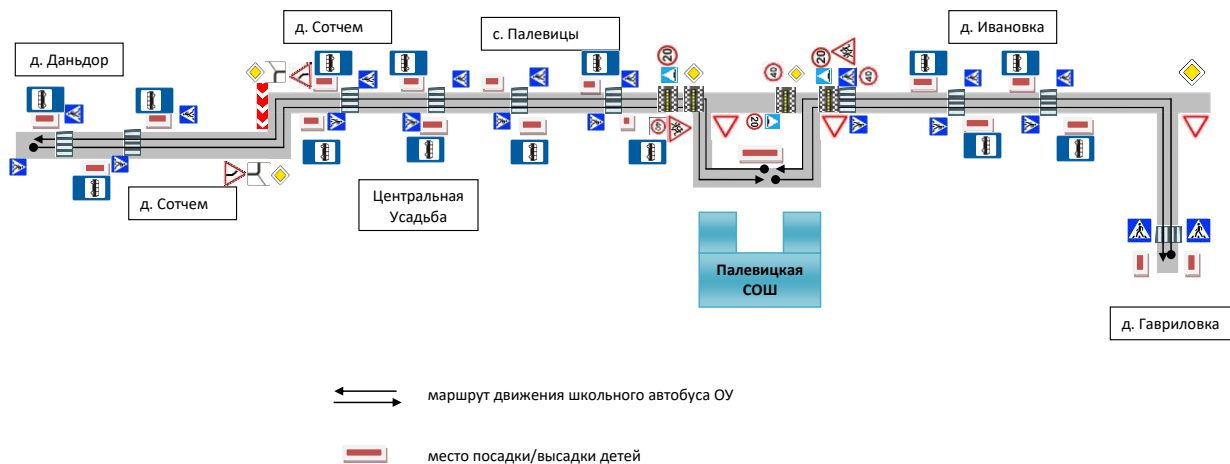 д. Сотчем
с. Палевицы
д. Ивановка
д. Даньдор
20
20
40
40
20
д. Сотчем
Центральная
Усадьба
Палевицкая
СОШ
д. Гавриловка
маршрут движения школьного автобуса ОУ
место посадки/высадки детей